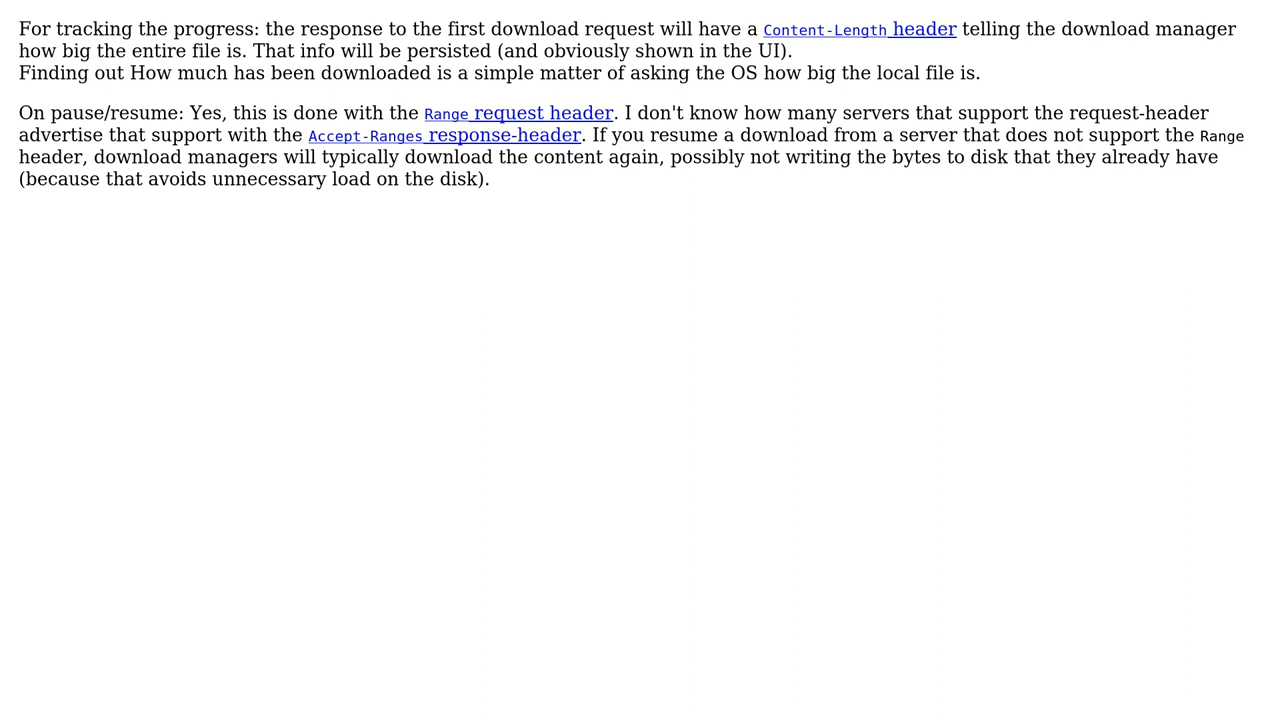 For tracking the progress: the response to the first download request will have a Content-Length header telling the download manager
how big the entire file is. That info will be persisted (and obviously shown in the UI).
Finding out How much has been downloaded is a simple matter of asking the OS how big the local file is.
On pause/resume: Yes, this is done with the Range request header. I don't know how many servers that support the request-header
advertise that support with the Accept-Ranges response-header. If you resume a download from a server that does not support the Range
header, download managers will typically download the content again, possibly not writing the bytes to disk that they already have
(because that avoids unnecessary load on the disk).